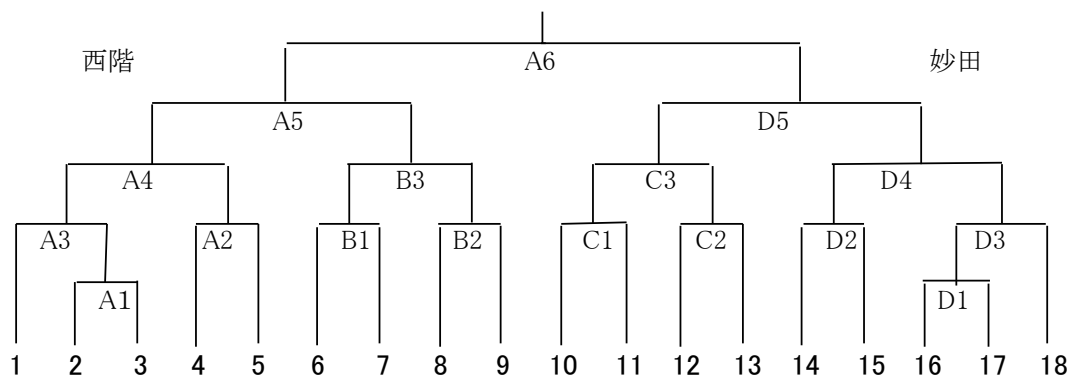 西階 A6 妙田
A5 D5
A4 B3 C3 D4
A3 A2 B1 B2 C1 C2 D2 D3
A1 D1
1 2 3 4 5 6 7 8 9 10 11 12 13 14 15 16 17 18